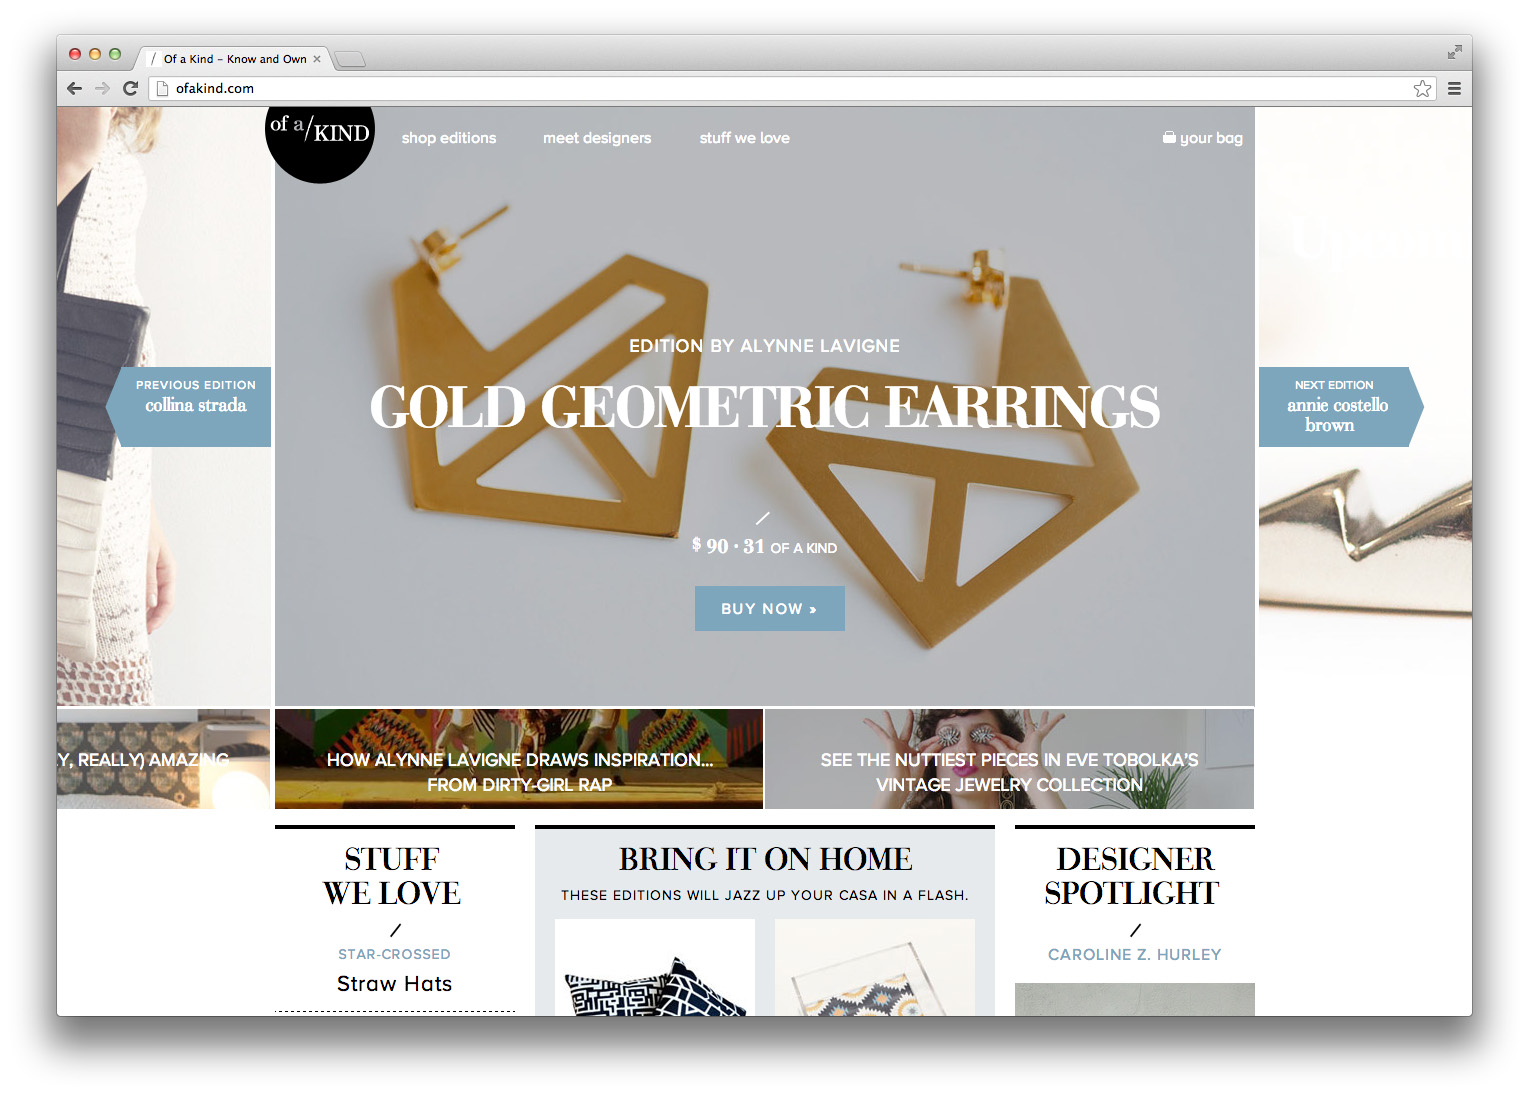 Of a Kind – Know and Own
ofakind.com
of a/KIND
shop editions
meet designers
stuff we love
your bag
EDITION BY ALYNNE LAVIGNE
GOLD GEOMETRIC EARRINGS
PREVIOUS EDITION
collina strada
NEXT EDITION
annie costello
brown
$ 90 · 31 OF A KIND
BUY NOW »
Y, REALLY) AMAZING
HOW ALYNNE LAVIGNE DRAWS INSPIRATION...
FROM DIRTY-GIRL RAP
SEE THE NUTTIEST PIECES IN EVE TOBOLKA'S
VINTAGE JEWELRY COLLECTION
STUFF
WE LOVE
STAR-CROSSED
Straw Hats
BRING IT ON HOME
THESE EDITIONS WILL JAZZ UP YOUR CASA IN A FLASH.
DESIGNER
SPOTLIGHT
CAROLINE Z. HURLEY